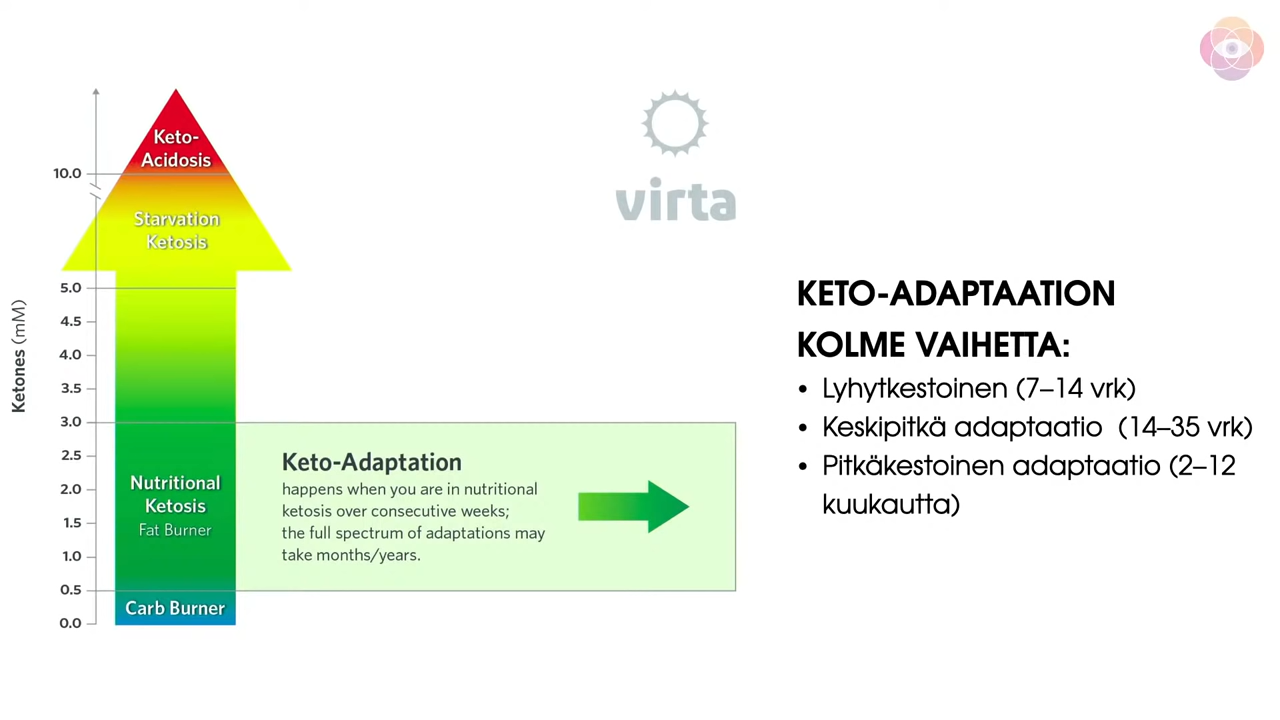 Keto-
Acidosis
10.0
Starvation
Ketosis
5.0
4.5
4.0
3.5
3.0
2.5
2.0
1.5
1.0
0.5
0.0
Ketones (mM)
Nutritional
Ketosis
Fat Burner
Carb Burner
virta
Keto-Adaptation
happens when you are in nutritional
ketosis over consecutive weeks;
the full spectrum of adaptations may
take months/years.
KETO-ADAPTAATION
KOLME VAIHETTA:
• Lyhytkestoinen (7–14 vrk)
• Keskipitkä adaptaatio (14–35 vrk)
• Pitkäkestoinen adaptaatio (2–12
kuukautta)